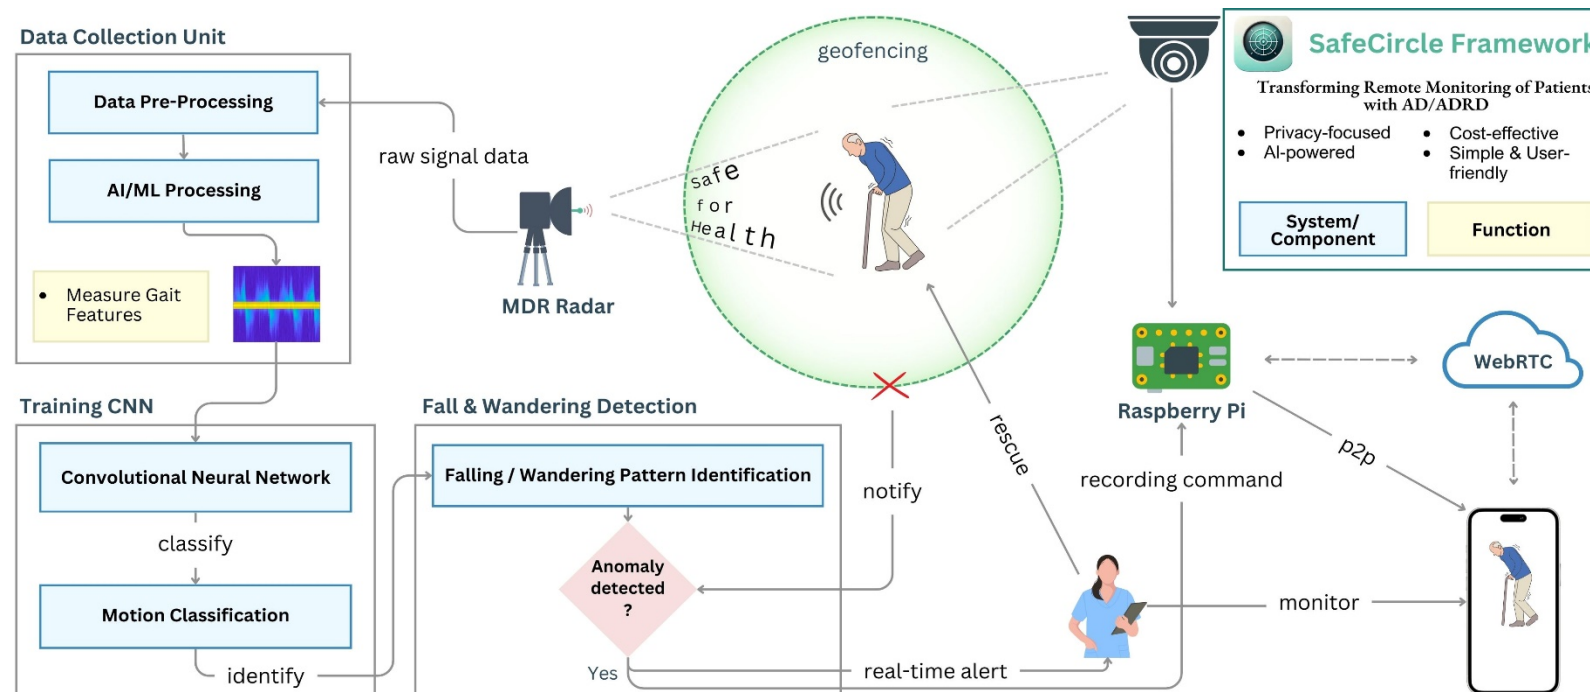 Data Collection Unit
Data Pre-Processing
AI/ML Processing
• Measure Gait
Features
raw signal data
MDR Radar
geofencing
Safe
for
Health
SafeCircle Framework
Transforming Remote Monitoring of Patients
with AD/ADRD
• Privacy-focused
• AI-powered
• Cost-effective
• Simple & User-
friendly
System/
Component
Function
Raspberry Pi
WebRTC
p2p
Training CNN
Convolutional Neural Network
classify
Motion Classification
identify
Fall & Wandering Detection
Falling / Wandering Pattern Identification
Anomaly
detected
?
Yes
notify
rescue
recording command
real-time alert
monitor